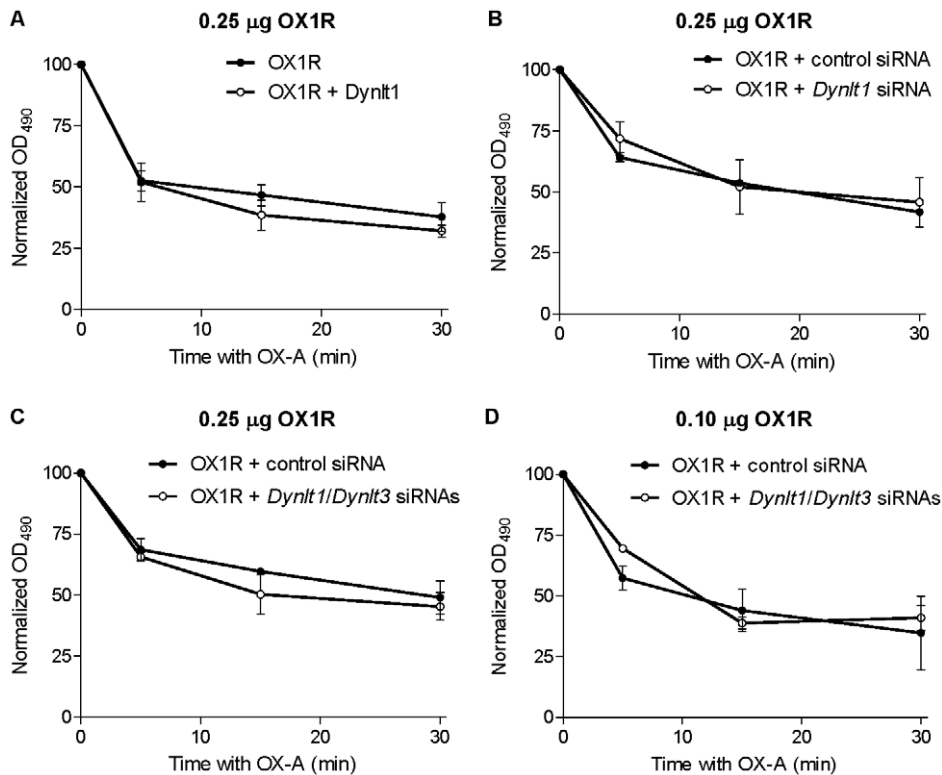 A
0.25 μg OX1R
OX1R
OX1R + Dynlt1
Normalized OD490
100
75
50
25
0
0
10
20
30
Time with OX-A (min)
B
0.25 μg OX1R
OX1R + control siRNA
OX1R + Dynlt1 siRNA
Normalized OD490
100
75
50
25
0
0
10
20
30
Time with OX-A (min)
C
0.25 μg OX1R
OX1R + control siRNA
OX1R + Dynlt1/Dynlt3 siRNAs
Normalized OD490
100
75
50
25
0
0
10
20
30
Time with OX-A (min)
D
0.10 μg OX1R
OX1R + control siRNA
OX1R + Dynlt1/Dynlt3 siRNAs
Normalized OD490
100
75
50
25
0
0
10
20
30
Time with OX-A (min)